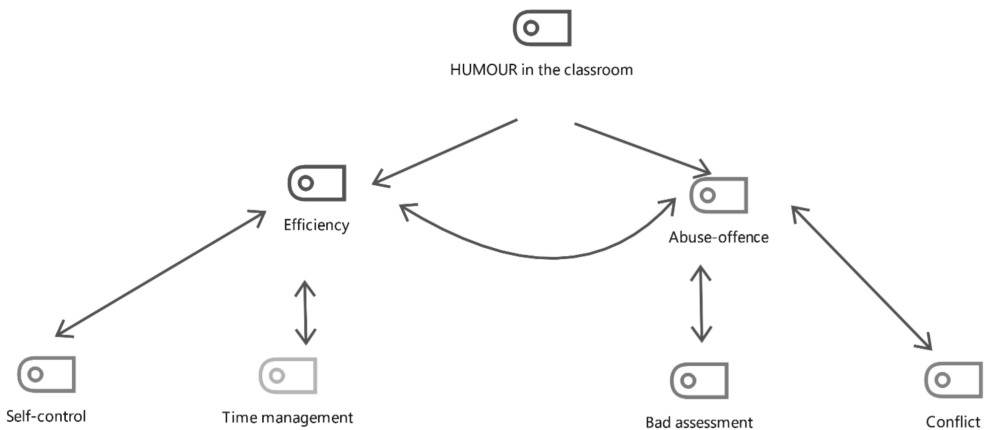 HUMOUR in the classroom
Efficiency
Abuse-offence
Self-control
Time management
Bad assessment
Conflict